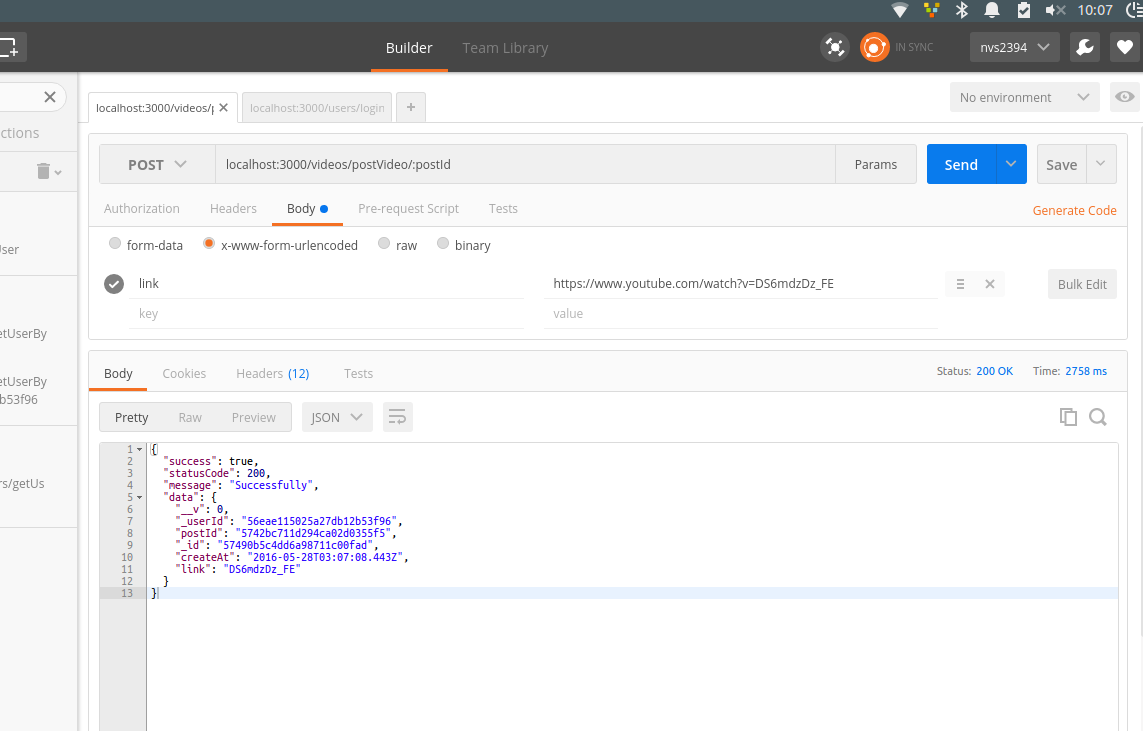 10:07
Builder
Team Library
IN SYNC
nvs2394
localhost:3000/videos/p
localhost:3000/users/login
+
No environment
ctions
POST
localhost:3000/videos/postVideo/:postId
Params
Send
Save
Authorization
Headers
Body
Pre-request Script
Tests
Generate Code
form-data
x-www-form-urlencoded
raw
binary
link
https://www.youtube.com/watch?v=DS6mdzDz_FE
Bulk Edit
key
value
Jser
etUserBy
etUserBy
b53f96
rs/getUs
Body
Cookies
Headers (12)
Tests
Status: 200 OK
Time: 2758 ms
Pretty
Raw
Preview
JSON
1 {
2 "success": true,
3 "statusCode": 200,
4 "message": "Successfully",
5 "data": {
6 "__v": 0,
7 "_userId": "56eae115025a27db12b53f96",
8 "postId": "5742bc711d294ca02d0355f5",
9 "_id": "57490b5c4dd6a98711c00fad",
10 "createAt": "2016-05-28T03:07:08.443Z",
11 "link": "DS6mdzDz_FE"
12 }
13 }